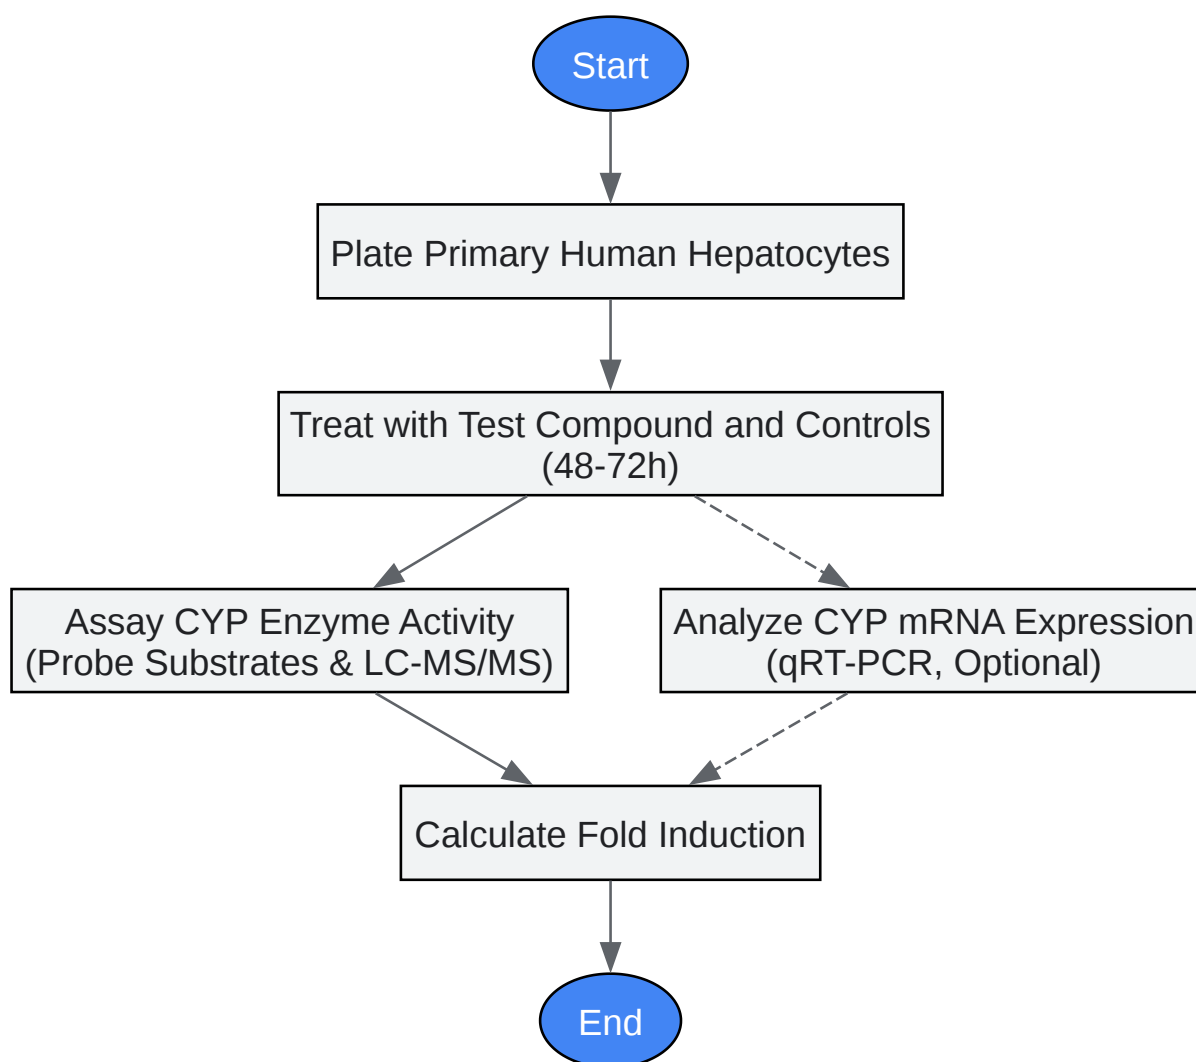 Start
Plate Primary Human Hepatocytes
Treat with Test Compound and Controls
(48-72h)
Assay CYP Enzyme Activity
(Probe Substrates & LC-MS/MS)
Analyze CYP mRNA Expression
(qRT-PCR, Optional)
Calculate Fold Induction
End